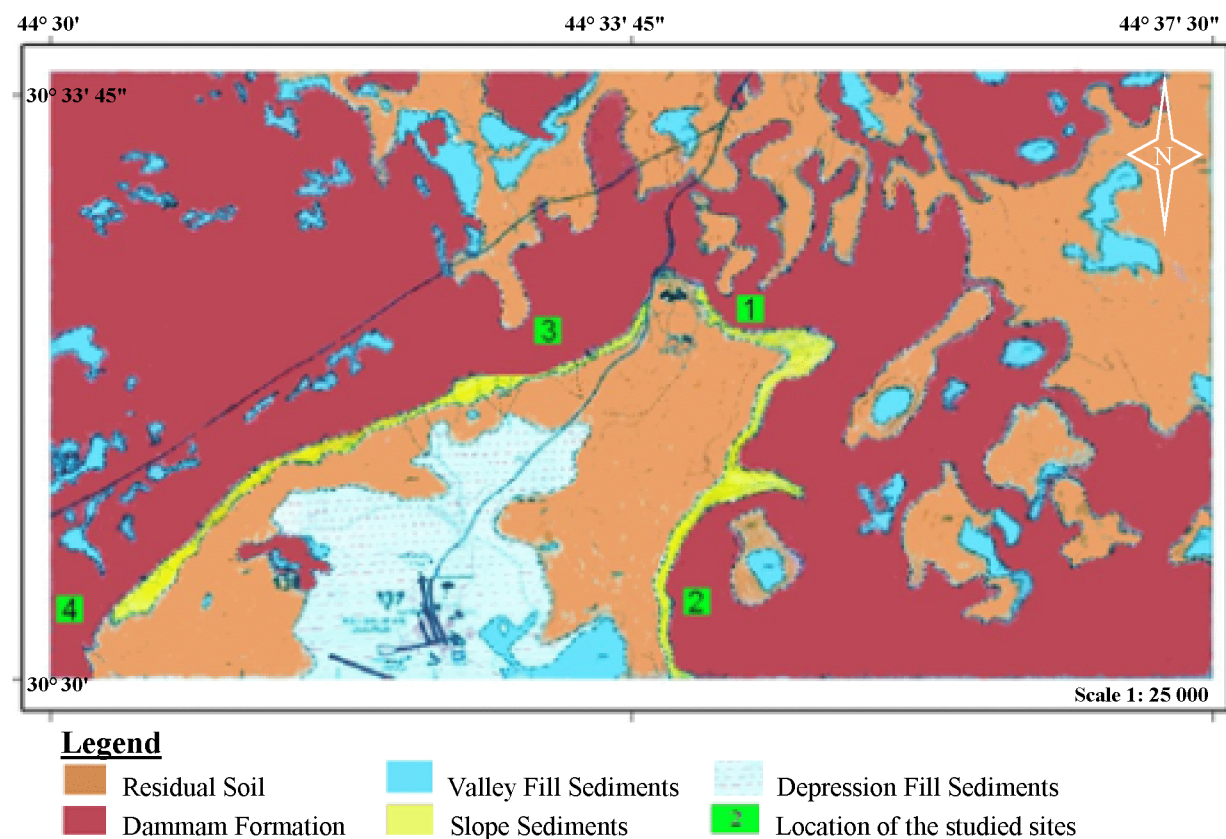 44° 30'
44° 33' 45"
44° 37' 30"
30° 33' 45"
N
1
3
2
4
30° 30'
Scale 1: 25 000
Legend
Residual Soil
Valley Fill Sediments
Depression Fill Sediments
Dammam Formation
Slope Sediments
2
Location of the studied sites